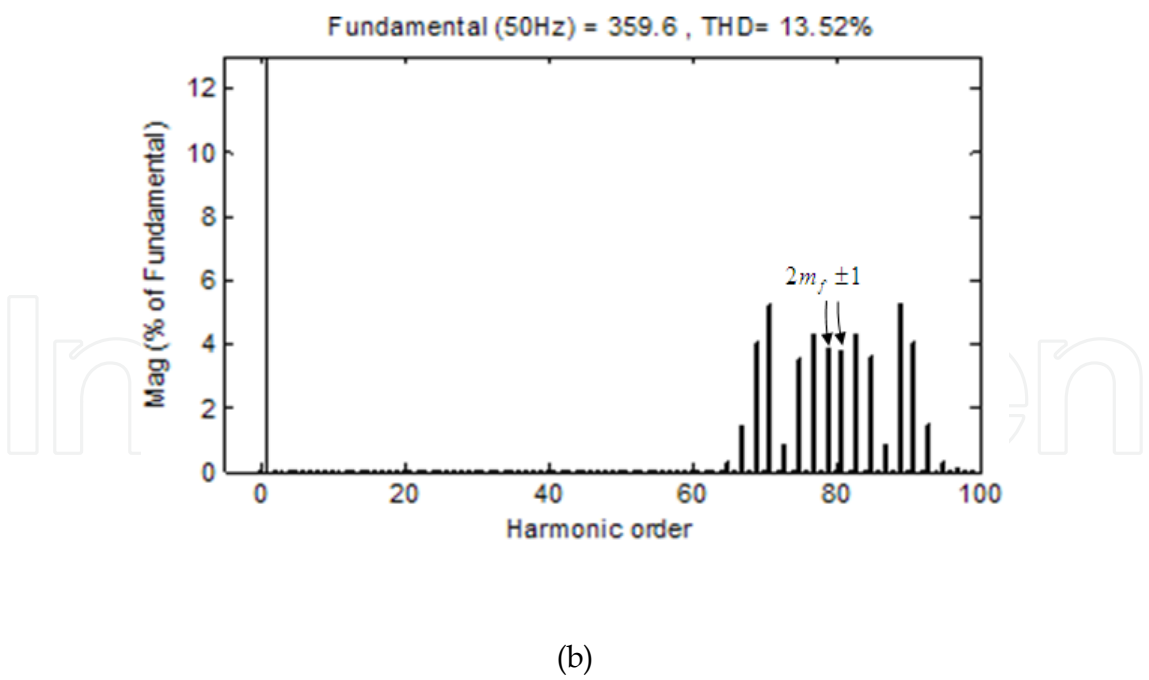 Fundamental (50Hz) = 359.6 , THD= 13.52%
Mag (% of Fundamental)
12
10
8
6
4
2
0
2m_f ±1
0 20 40 60 80 100
Harmonic order
(b)